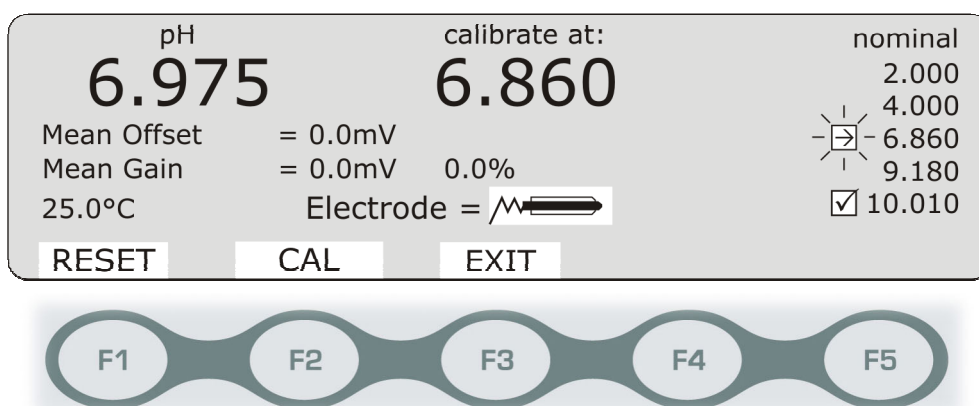 pH calibrate at: nominal
6.975 6.860 2.000
4.000
Mean Offset = 0.0mV 6.860
Mean Gain = 0.0mV 0.0% 9.180
25.0°C Electrode = 10.010
RESET CAL EXIT
F1 F2 F3 F4 F5